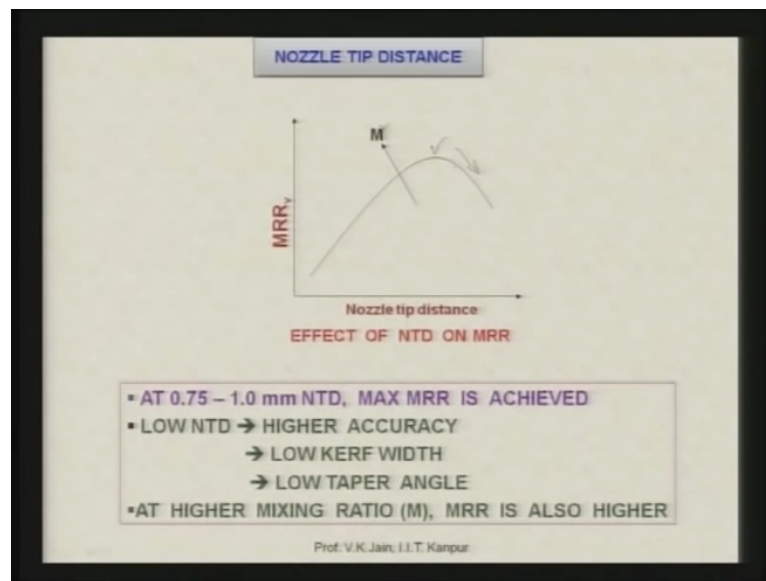 NOZZLE TIP DISTANCE
M
MRRv
Nozzle tip distance
EFFECT OF NTD ON MRR
▪ AT 0.75 – 1.0 mm NTD, MAX MRR IS ACHIEVED
▪ LOW NTD → HIGHER ACCURACY
→ LOW KERF WIDTH
→ LOW TAPER ANGLE
▪AT HIGHER MIXING RATIO (M), MRR IS ALSO HIGHER
Prof. V.K.Jain, I.I.T. Kanpur